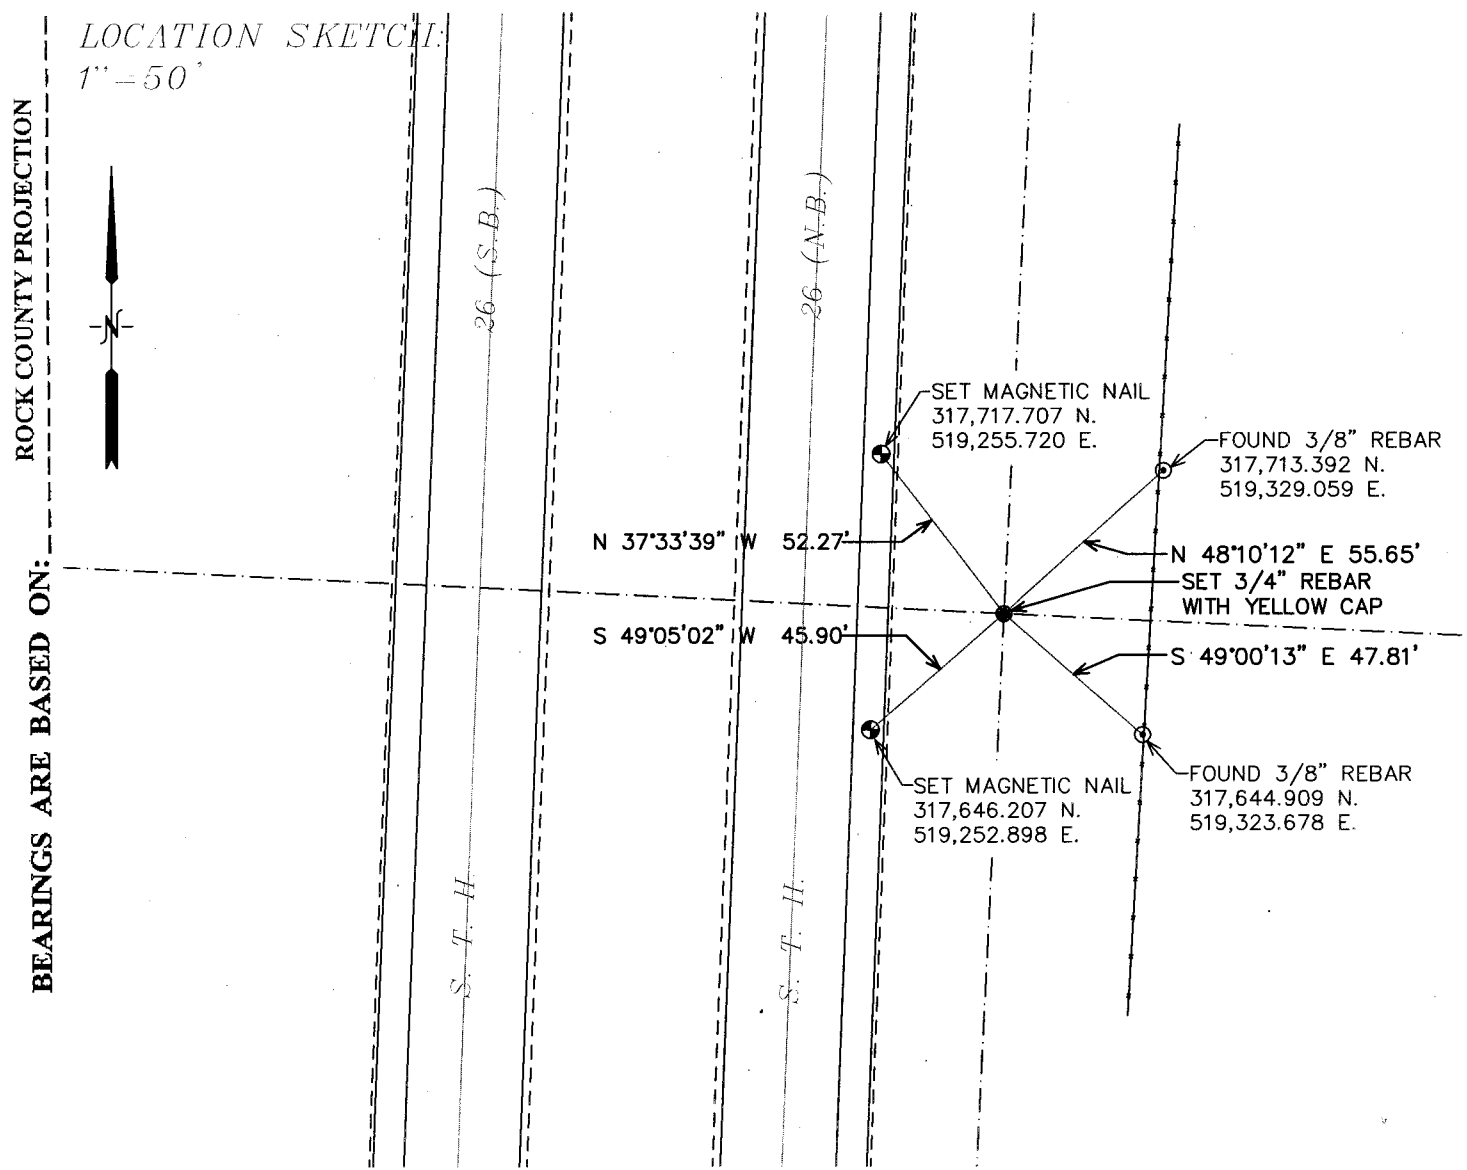 LOCATION SKETCH:
1"=50'
ROCK COUNTY PROJECTION
BEARINGS ARE BASED ON:
N
26 (S.B.)
26 (N.B.)
SET MAGNETIC NAIL
317,717.707 N.
519,255.720 E.
FOUND 3/8" REBAR
317,713.392 N.
519,329.059 E.
N 37°33'39" W 52.27'
N 48°10'12" E 55.65'
SET 3/4" REBAR
WITH YELLOW CAP
S 49°05'02" W 45.90'
S 49°00'13" E 47.81'
SET MAGNETIC NAIL
317,646.207 N.
519,252.898 E.
FOUND 3/8" REBAR
317,644.909 N.
519,323.678 E.
S. T. H.
S. T. H.